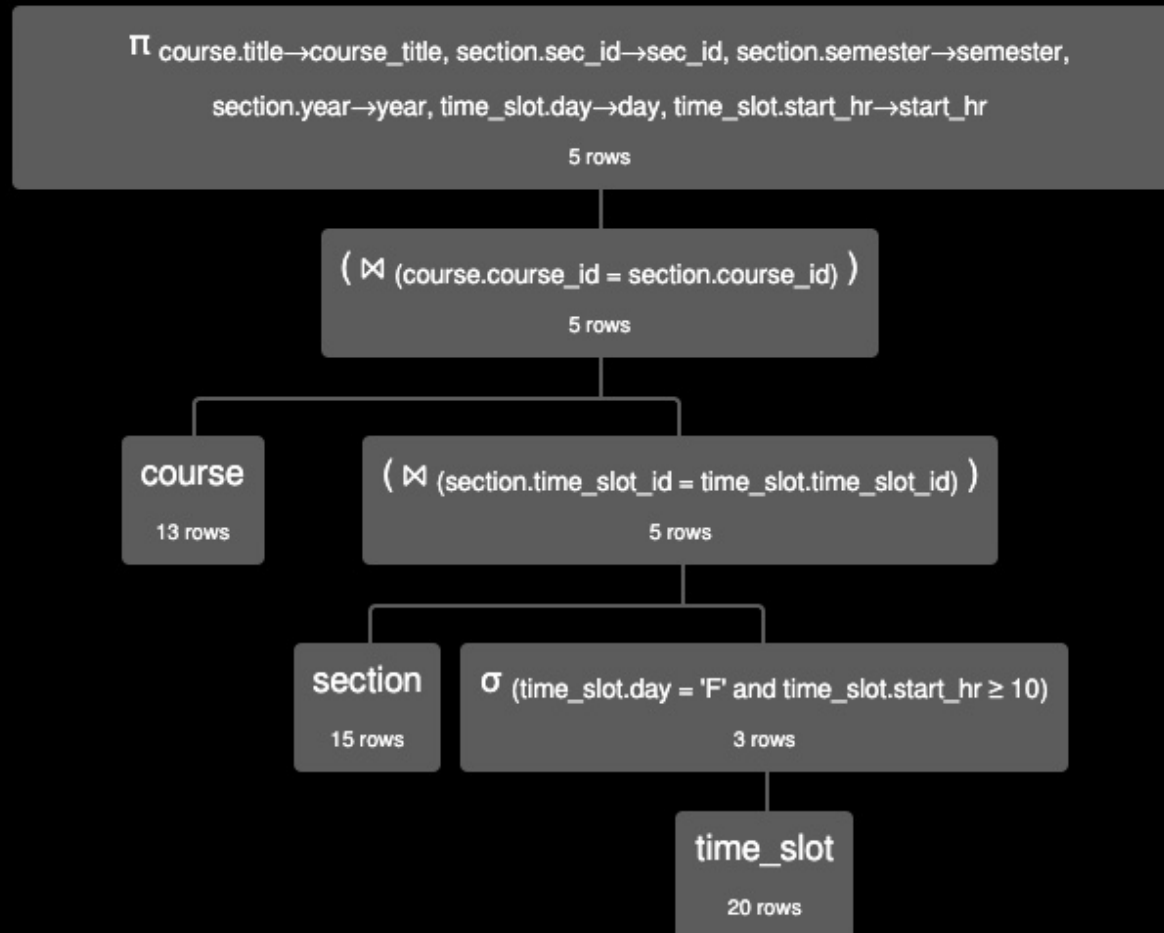 π course.title→course_title, section.sec_id→sec_id, section.semester→semester,
section.year→year, time_slot.day→day, time_slot.start_hr→start_hr
5 rows
( ⋈ (course.course_id = section.course_id) )
5 rows
course
13 rows
( ⋈ (section.time_slot_id = time_slot.time_slot_id) )
5 rows
section
15 rows
σ (time_slot.day = 'F' and time_slot.start_hr ≥ 10)
3 rows
time_slot
20 rows